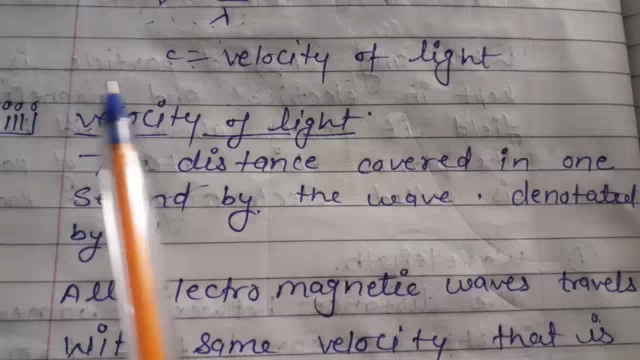 λ
c = velocity of light
iii) velocity of light.
distance covered in one
by the wave. denotated
by
All lectro magnetic waves travels
with same velocity that is